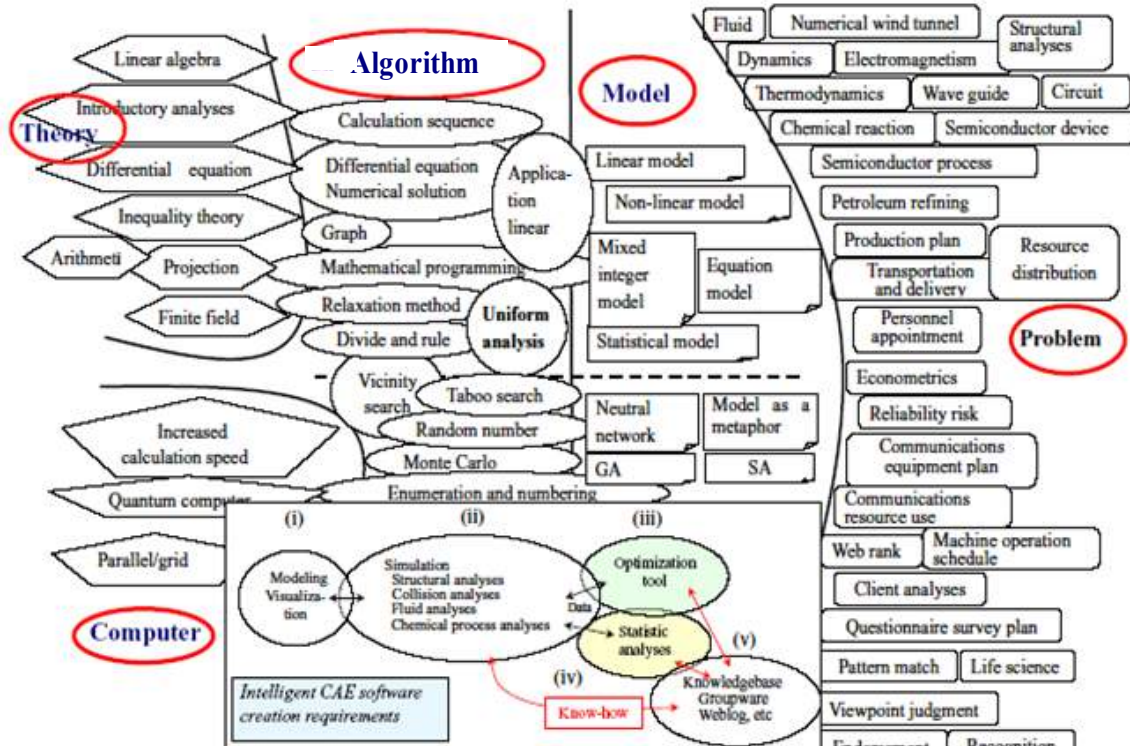 Linear algebra
Introductory analyses
Theory
Differential equation
Inequality theory
Arithmeti
Projection
Finite field
Increased
calculation speed
Quantum computer
Parallel/grid
Computer
Algorithm
Calculation sequence
Differential equation
Numerical solution
Applica-
tion
linear
Graph
Mathematical programming
Relaxation method
Uniform
analysis
Divide and rule
Vicinity
search
Taboo search
Random number
Monte Carlo
Enumeration and numbering
Model
Linear model
Non-linear model
Mixed
integer
model
Equation
model
Statistical model
Neutral
network
Model as a
metaphor
GA
SA
Fluid
Numerical wind tunnel
Structural
analyses
Dynamics
Electromagnetism
Thermodynamics
Wave guide
Circuit
Chemical reaction
Semiconductor device
Semiconductor process
Petroleum refining
Production plan
Resource
distribution
Transportation
and delivery
Personnel
appointment
Problem
Econometrics
Reliability risk
Communications
equipment plan
Communications
resource use
Web rank
Machine operation
schedule
Client analyses
Questionnaire survey plan
Pattern match
Life science
Viewpoint judgment
(i)
(ii)
(iii)
Modeling
Visualiza-
tion
Simulation
Structural analyses
Collision analyses
Fluid analyses
Chemical process analyses
Data
Optimization
tool
Statistic
analyses
(iv)
(v)
Knowledgebase
Groupware
Weblog, etc
Know-how
Intelligent CAE software
creation requirements